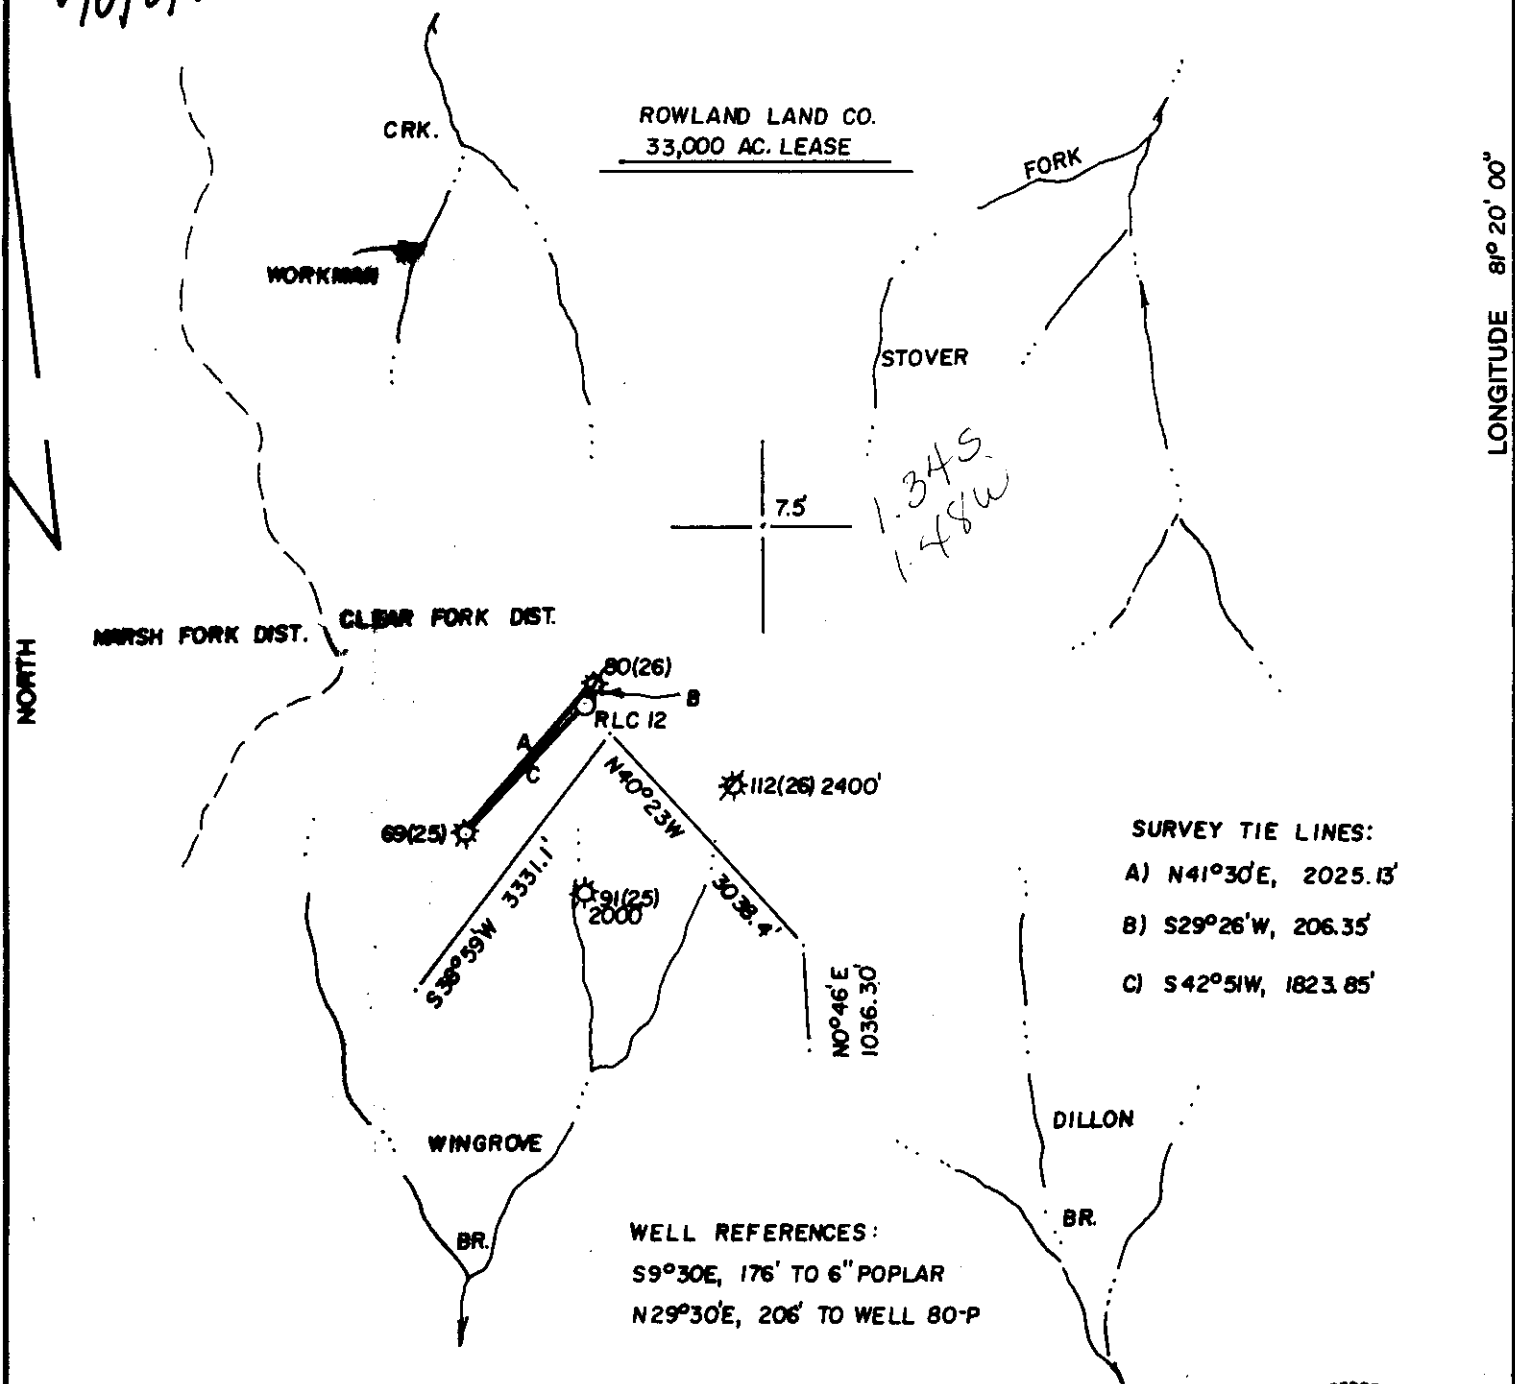 CRK.
ROWLAND LAND CO.
33,000 AC. LEASE
FORK
LONGITUDE 81° 20' 00"
WORKMAN
STOVER
7.5'
1.34S.
1.48W
MARSH FORK DIST.
CLEAR FORK DIST.
NORTH
80(26)
B
RLC 12
A
C
N40°23W
3038.4'
112(26) 2400'
69(25)
S38°59'W 3331.1'
91(25)
2000'
N0°46'E
1036.30'
SURVEY TIE LINES:
A) N41°30'E, 2025.13'
B) S29°26'W, 206.35'
C) S42°51W, 1823.85'
WINGROVE
BR.
DILLON
BR.
WELL REFERENCES:
S9°30E, 176' TO 6" POPLAR
N29°30'E, 206' TO WELL 80-P